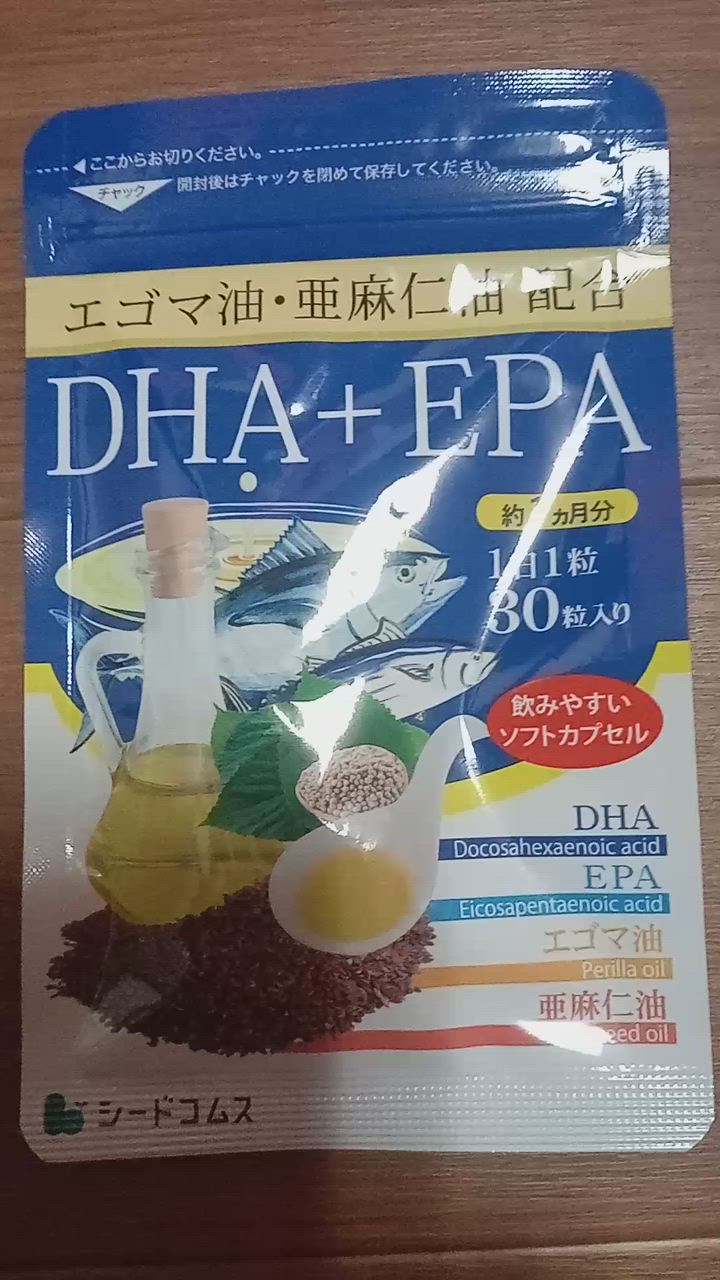 ここからお切りください。
チャック
開封後はチャックを閉めて保存してください。
エゴマ油・亜麻仁油 配合
DHA+EPA
約1ヵ月分
1日1粒
30粒入り
飲みやすい
ソフトカプセル
DHA
Docosahexaenoic acid
EPA
Eicosapentaenoic acid
エゴマ油
Perilla oil
亜麻仁油
oil
シードコムス